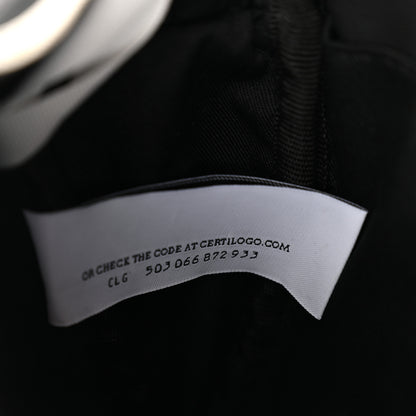 OR CHECK THE CODE AT CERTILOGO.COM
CLG 503 066 872 933